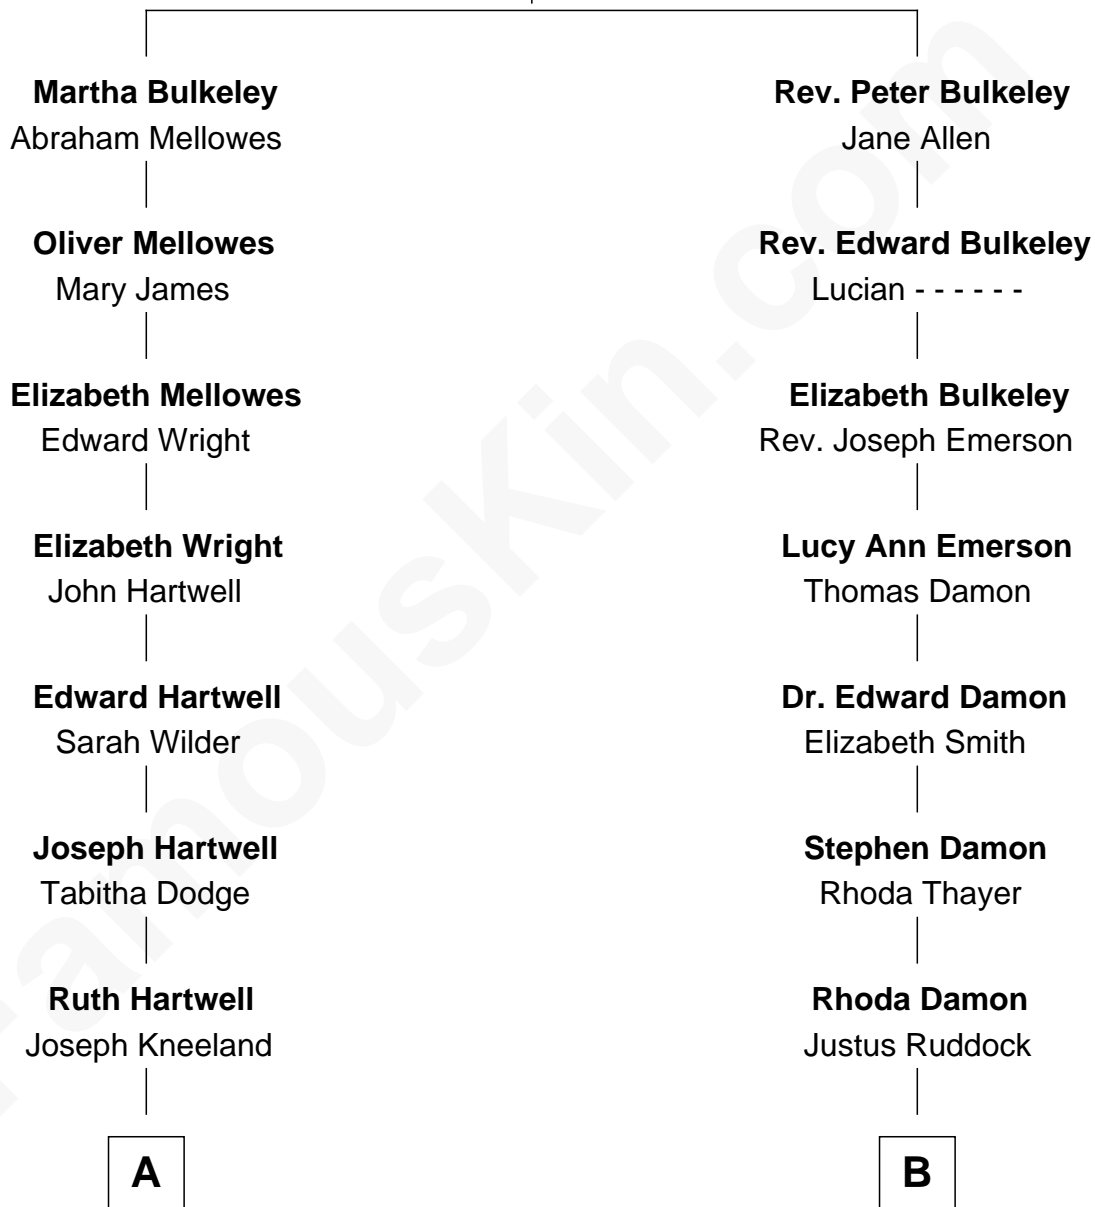 Martha Bulkeley
Abraham Mellowes
Oliver Mellowes
Mary James
Elizabeth Mellowes
Edward Wright
Elizabeth Wright
John Hartwell
Edward Hartwell
Sarah Wilder
Joseph Hartwell
Tabitha Dodge
Ruth Hartwell
Joseph Kneeland
A
Rev. Peter Bulkeley
Jane Allen
Rev. Edward Bulkeley
Lucian - - - - - -
Elizabeth Bulkeley
Rev. Joseph Emerson
Lucy Ann Emerson
Thomas Damon
Dr. Edward Damon
Elizabeth Smith
Stephen Damon
Rhoda Thayer
Rhoda Damon
Justus Ruddock
B
FamousKin.com